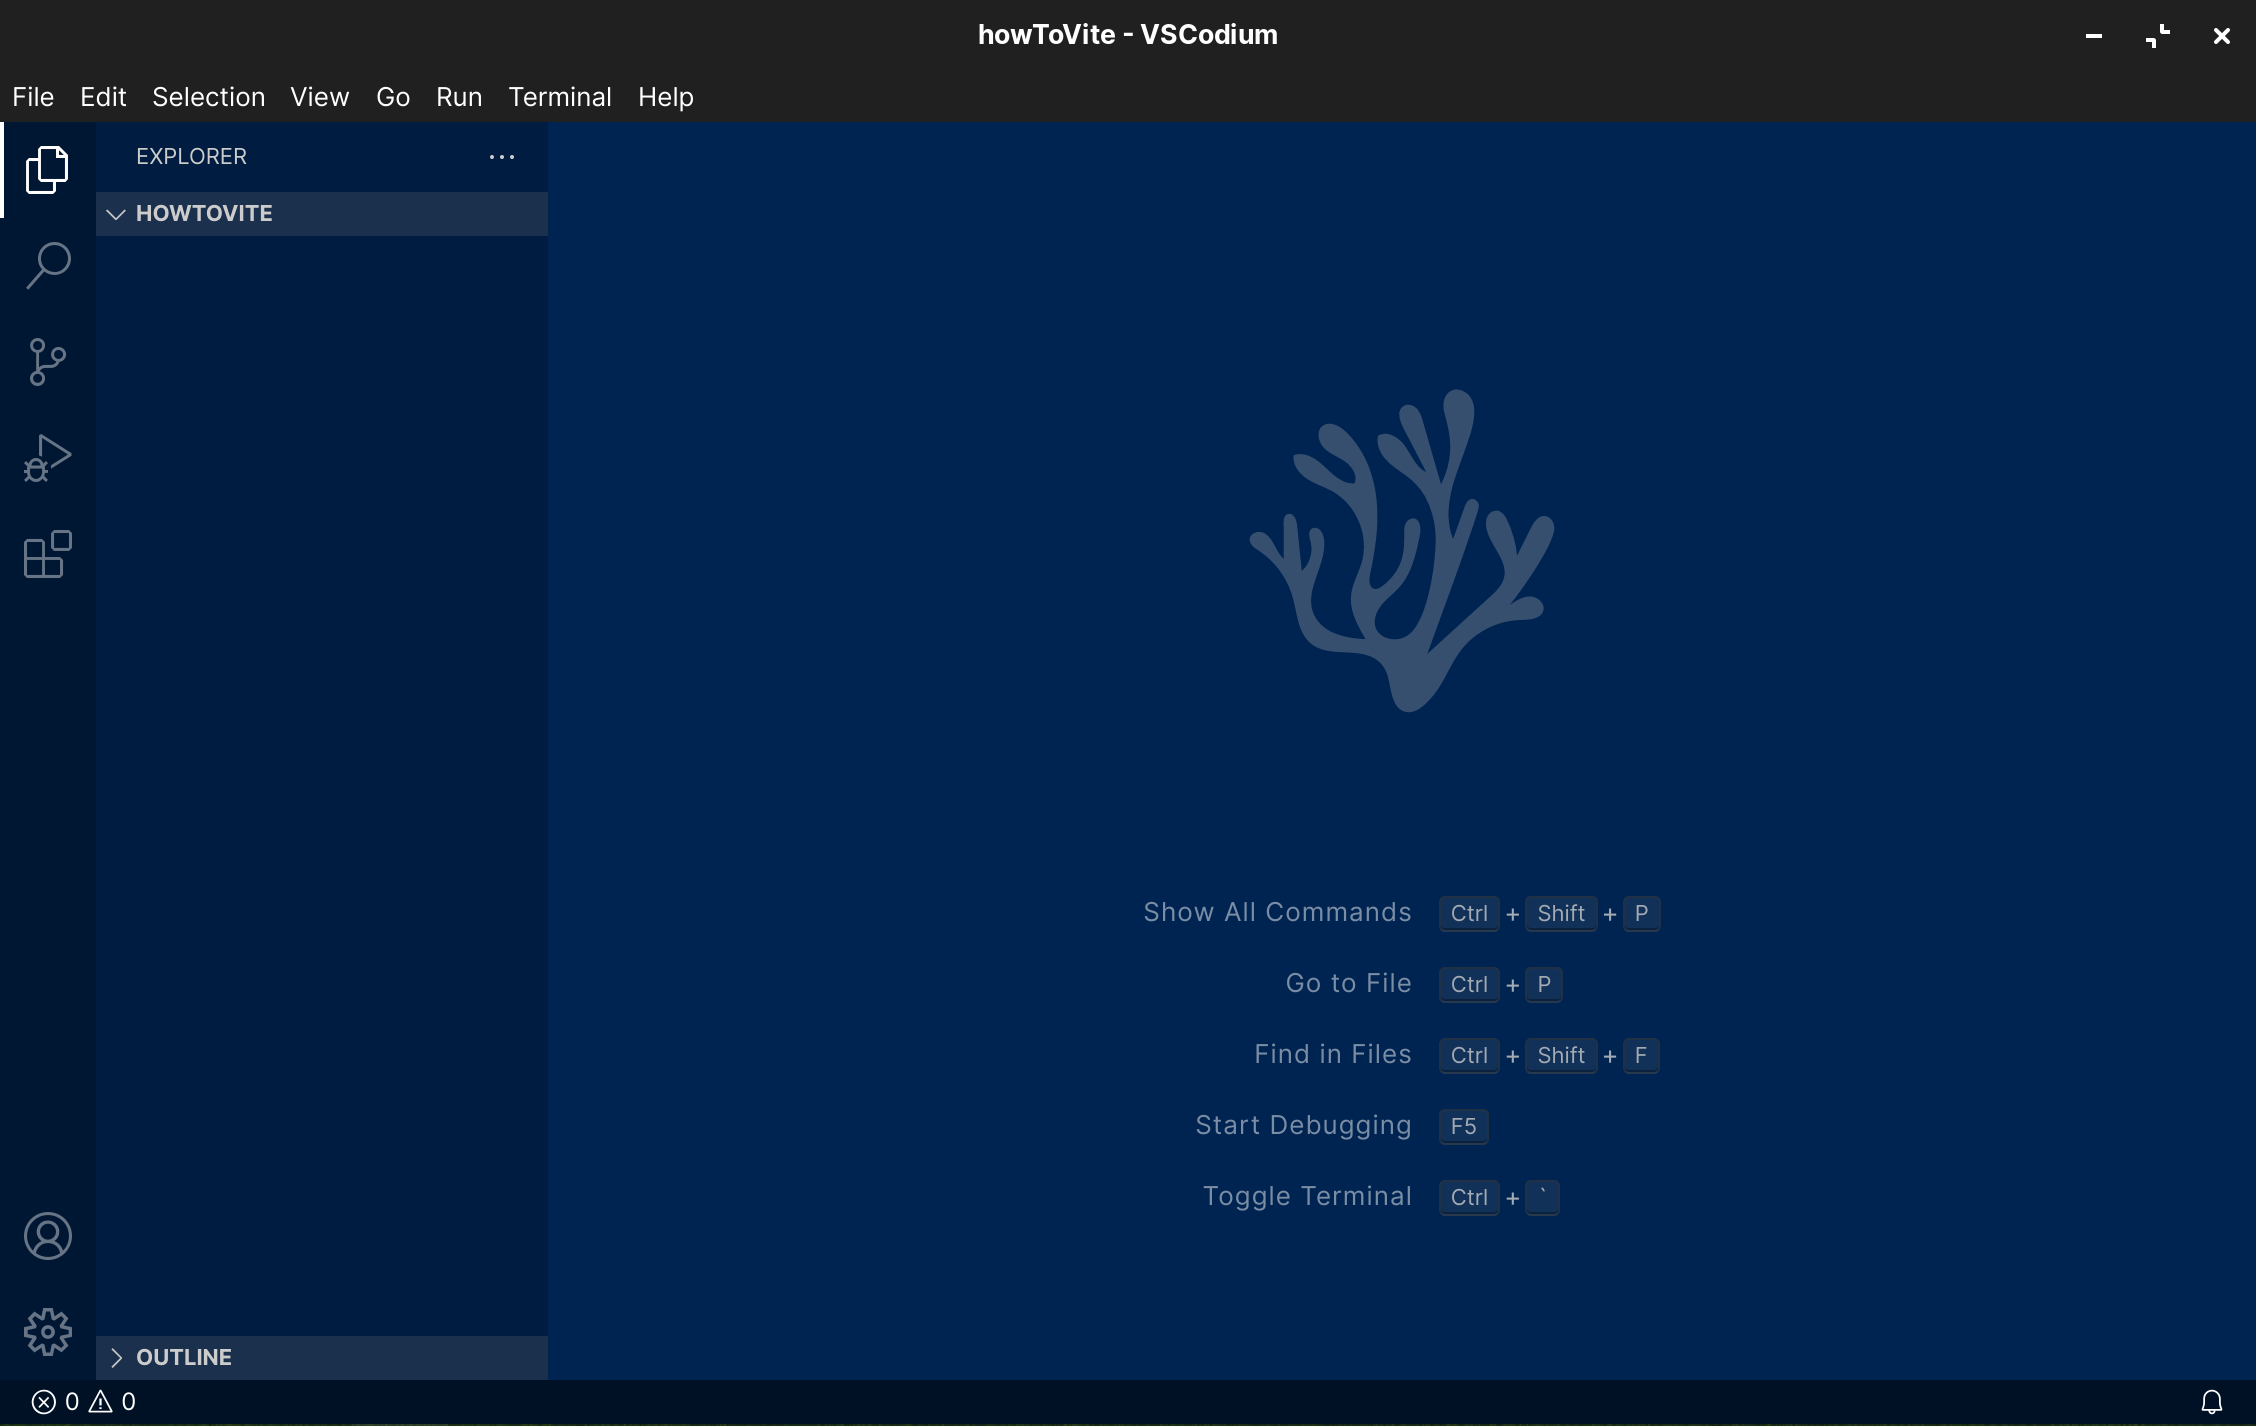 howToVite - VSCodium
File Edit Selection View Go Run Terminal Help
EXPLORER
HOWTOVITE
Show All Commands Ctrl + Shift + P
Go to File Ctrl + P
Find in Files Ctrl + Shift + F
Start Debugging F5
Toggle Terminal Ctrl + `
OUTLINE
0 0